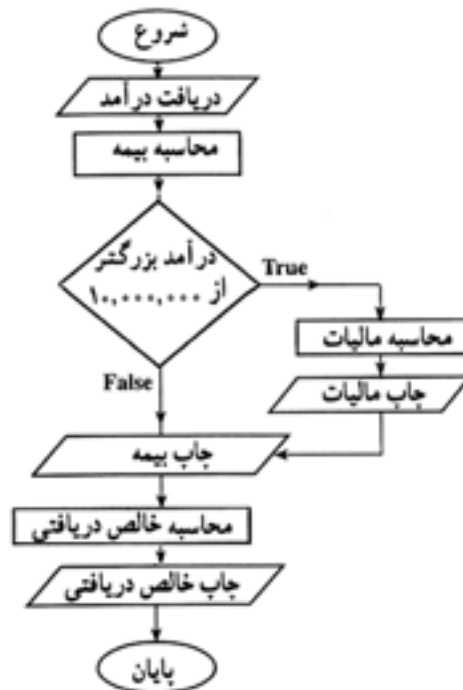 شروع
دریافت درآمد
محاسبه بیمه
درآمد بزرگتر
از ۱۰,۰۰۰,۰۰۰
True
محاسبه مالیات
چاپ مالیات
False
چاپ بیمه
محاسبه خالص دریافتی
چاپ خالص دریافتی
پایان